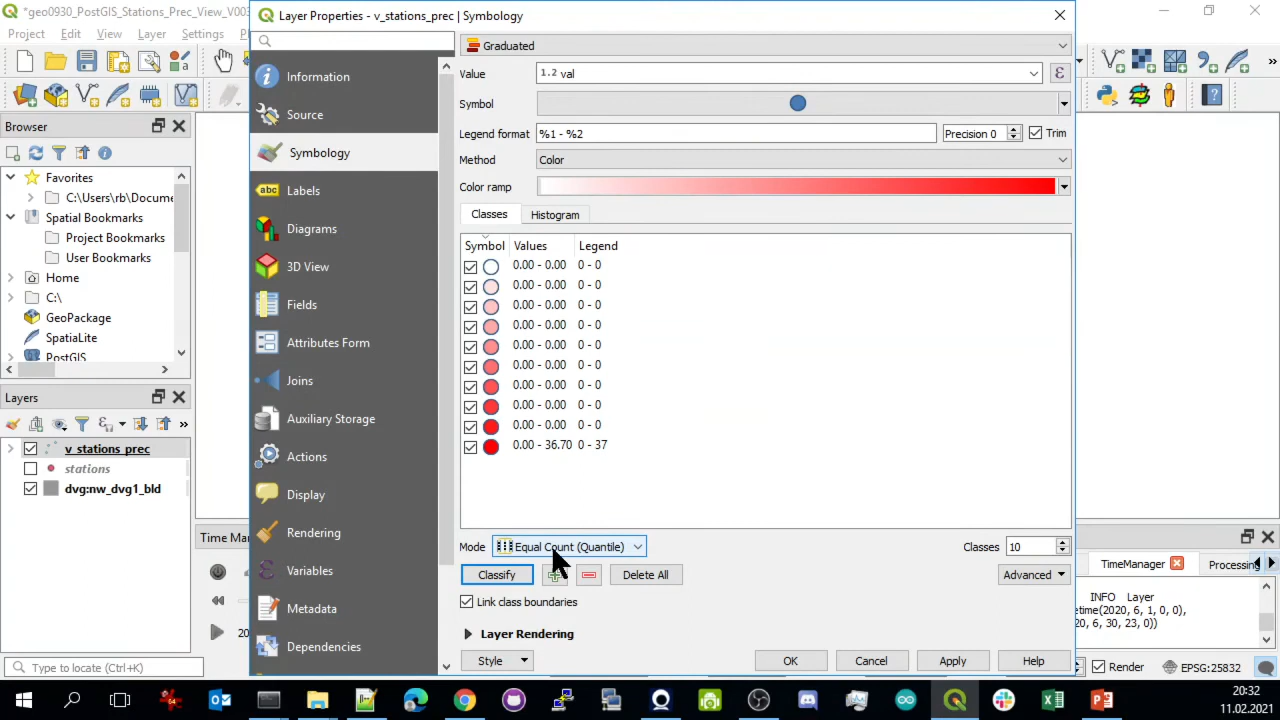 *"geo0930_PostGIS_Stations_Prec_View_V003
Layer Properties - v_stations_prec | Symbology
Project Edit View Layer Settings
Graduated
Information
Source
Symbology
Labels
Diagrams
3D View
Fields
Attributes Form
Joins
Auxiliary Storage
Actions
Display
Rendering
Variables
Metadata
Dependencies
Value 1.2 val
Symbol
Legend format %1 - %2 Precision 0 Trim
Method Color
Color ramp
Classes Histogram
Symbol Values Legend
0.00 - 0.00 0 - 0
0.00 - 0.00 0 - 0
0.00 - 0.00 0 - 0
0.00 - 0.00 0 - 0
0.00 - 0.00 0 - 0
0.00 - 0.00 0 - 0
0.00 - 0.00 0 - 0
0.00 - 0.00 0 - 0
0.00 - 0.00 0 - 0
0.00 - 36.70 0 - 37
Mode Equal Count (Quantile) Classes 10
Classify Delete All Advanced
Link class boundaries
Layer Rendering
Style OK Cancel Apply Help
Browser
Favorites
C:\Users\rb\Docume
Spatial Bookmarks
Project Bookmarks
User Bookmarks
Home
C:\
GeoPackage
SpatiaLite
PostGIS
Layers
v_stations_prec
stations
dvg:nw_dvg1_bld
Time Ma
20
TimeManager Processing
INFO Layer
etime(2020, 6, 1, 0, 0),
20, 6, 30, 23, 0))
Type to locate (Ctrl+K)
Render EPSG:25832
64
20:32
11.02.2021